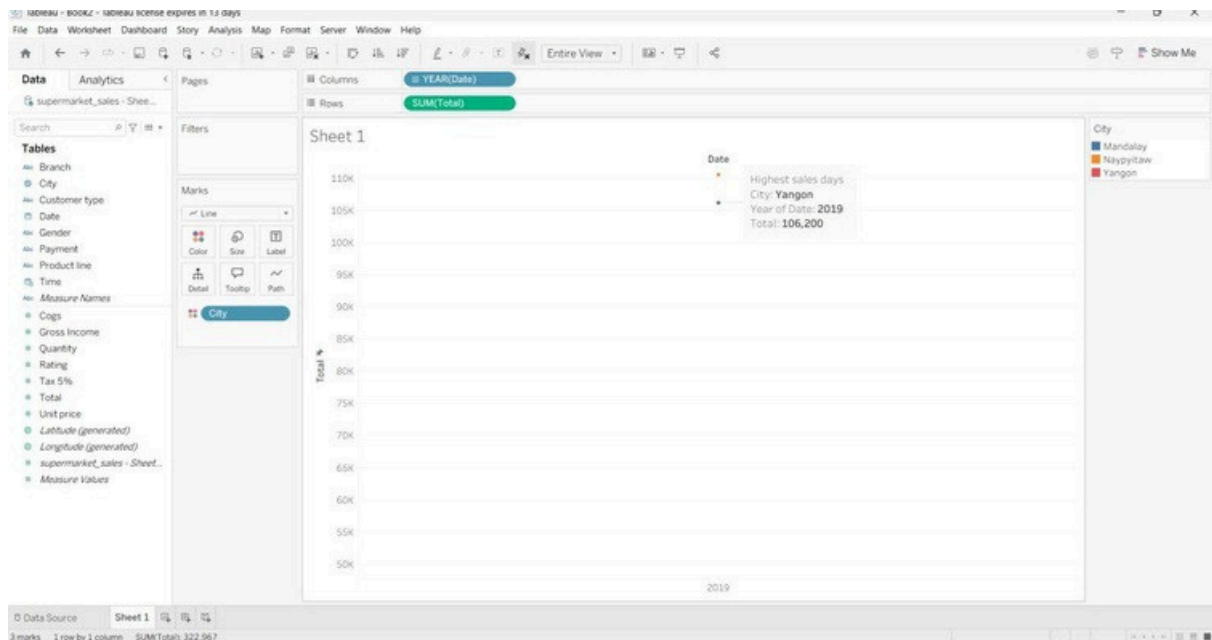 Tableau - Book2 - Tableau license expires in 13 days
File Data Worksheet Dashboard Story Analysis Map Format Server Window Help
Entire View
Show Me
Data Analytics
supermarket_sales - Shee...
Search
Tables
Abc Branch
City
Abc Customer type
Date
Abc Gender
Abc Payment
Abc Product line
Time
Abc Measure Names
Cogs
Gross Income
Quantity
Rating
Tax 5%
Total
Unit price
Latitude (generated)
Longitude (generated)
supermarket_sales - Sheet...
Measure Values
Pages
Filters
Marks
Line
Color Size Label
Detail Tooltip Path
City
Columns YEAR(Date)
Rows SUM(Total)
Sheet 1
Date
Highest sales days
City: Yangon
Year of Date: 2019
Total: 106,200
110K
105K
100K
95K
90K
85K
80K
75K
70K
65K
60K
55K
50K
Total
2019
City
Mandalay
Naypyitaw
Yangon
Data Source Sheet 1
3 marks 1 row by 1 column SUM(Total): 322,967